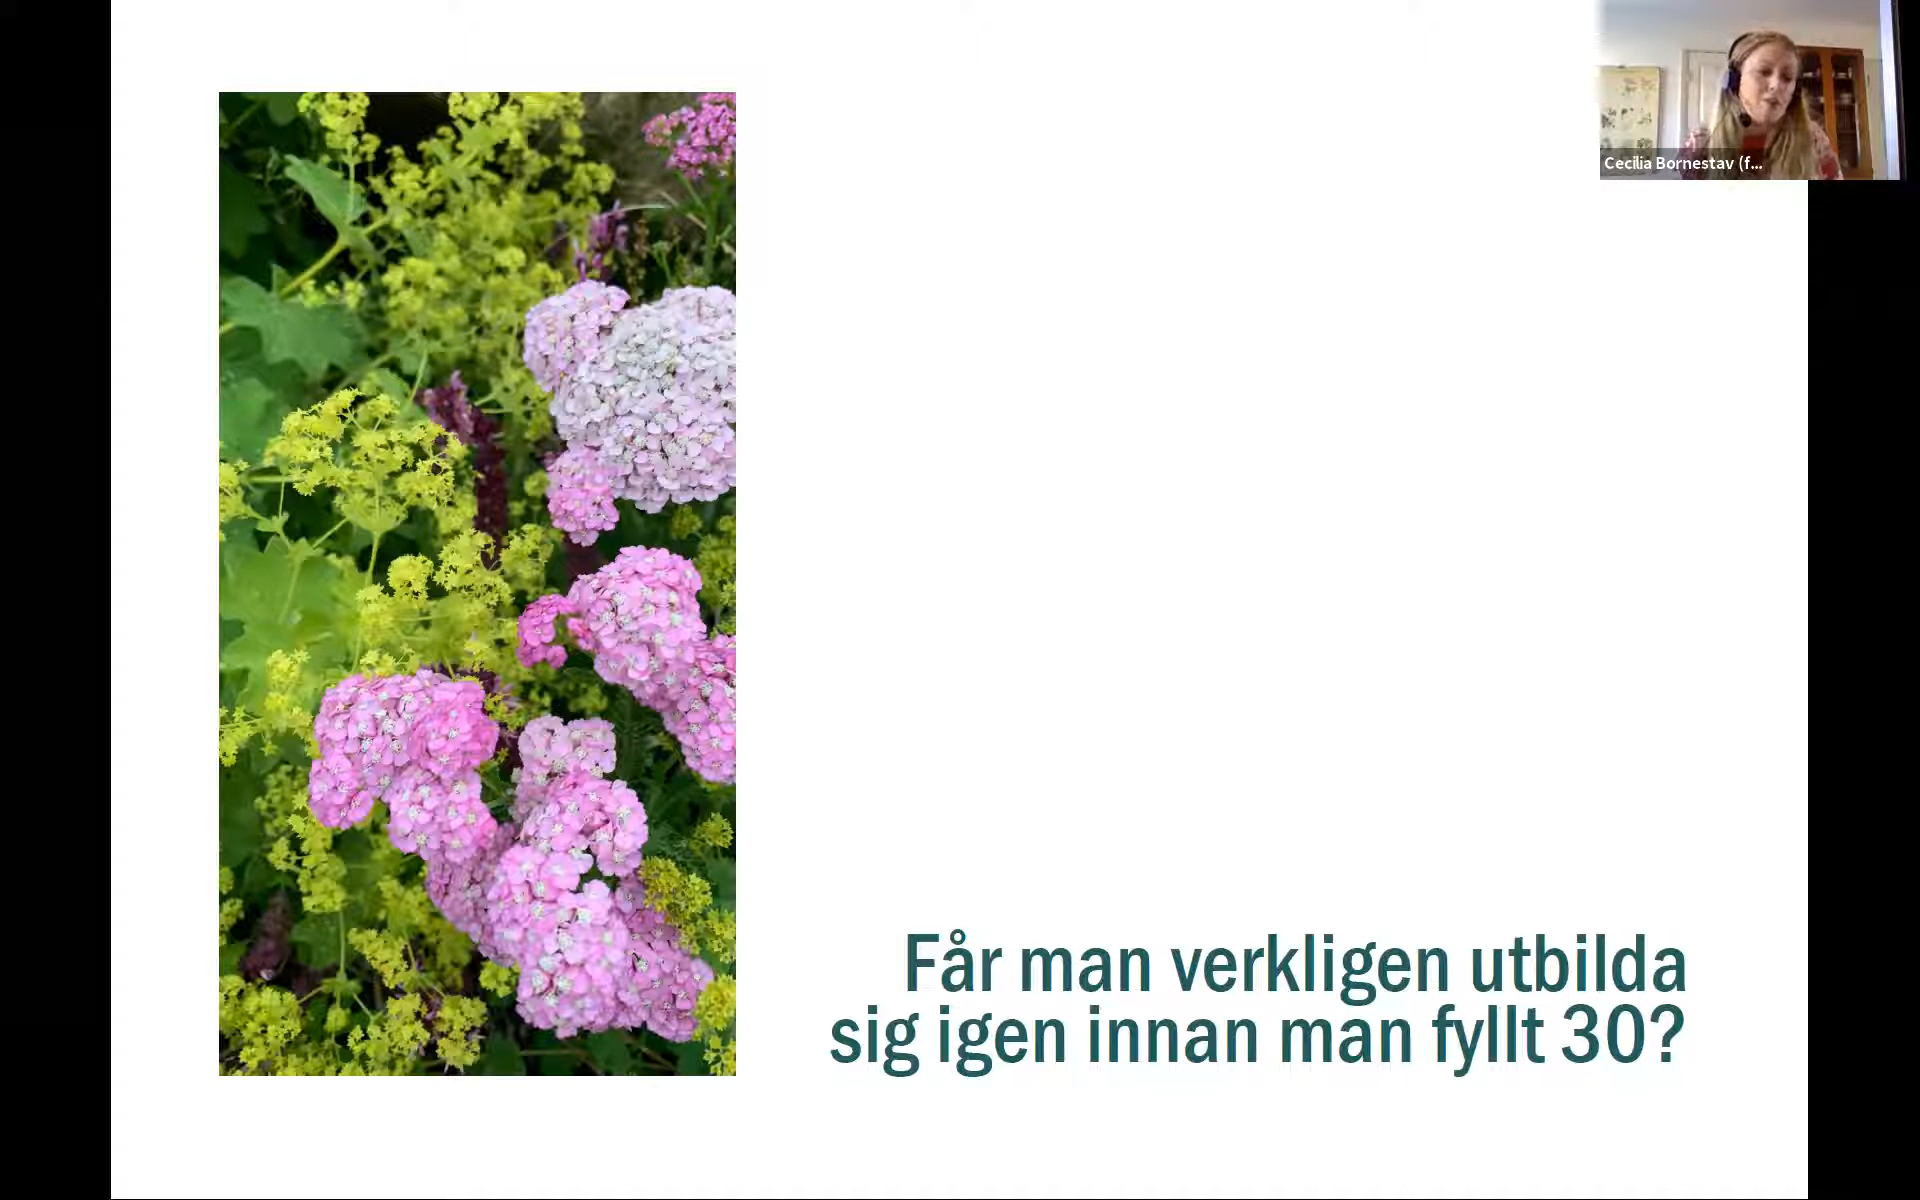 Cecilia Bornestav (f...
Får man verkligen utbilda
sig igen innan man fyllt 30?